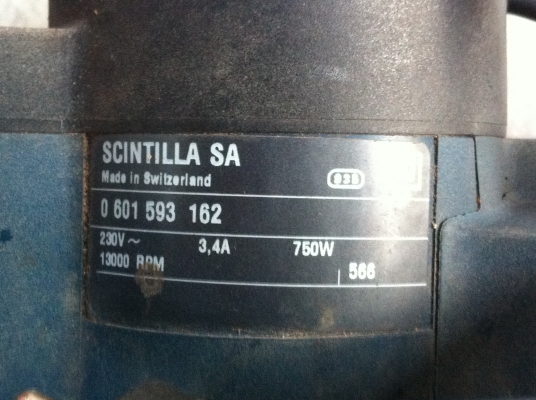 SCINTILLA SA
Made in Switzerland
0 601 593 162
230V ~ 3,4A 750W
13000 RPM 566